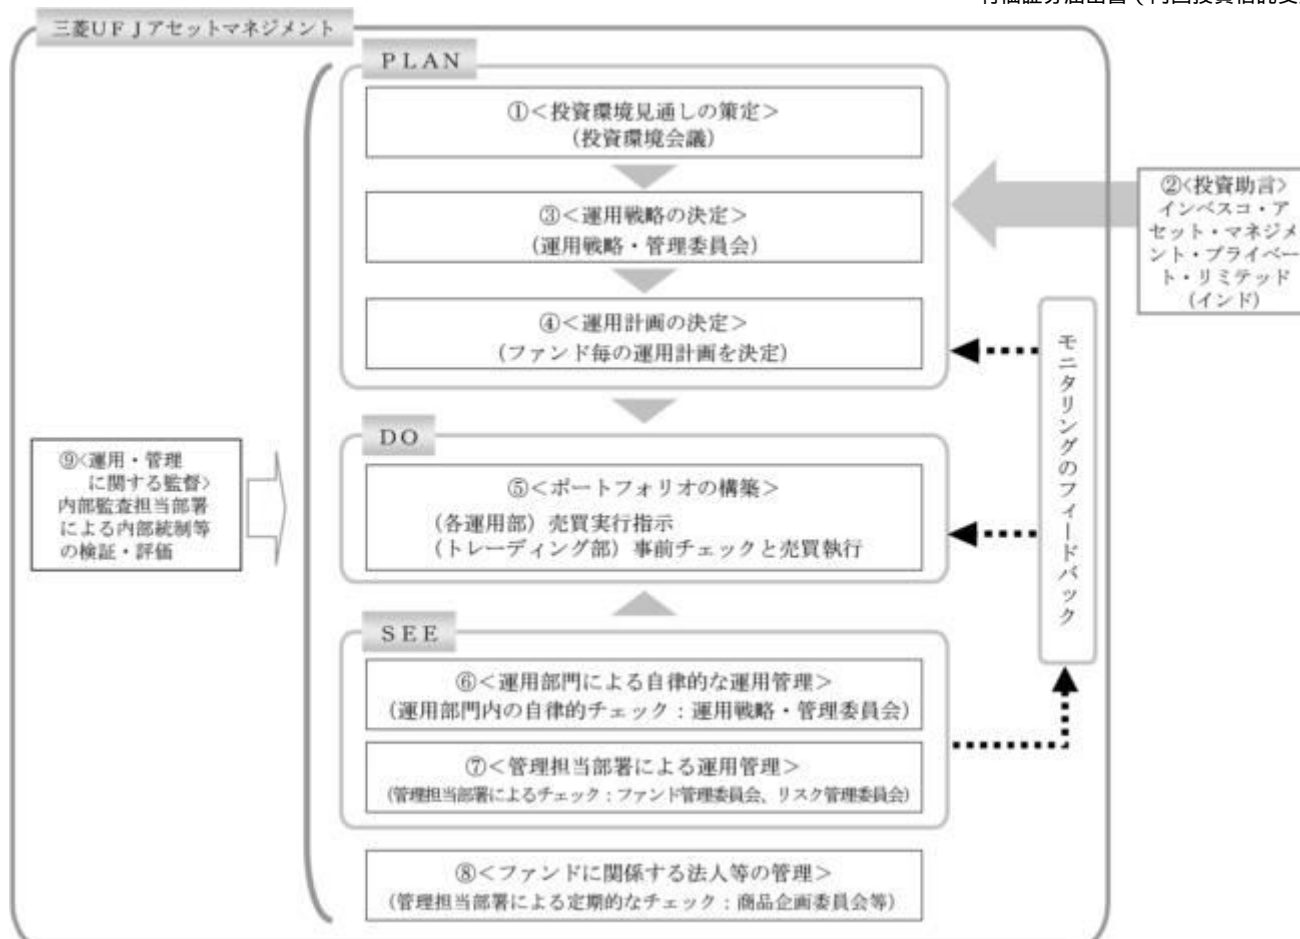 三菱UFJアセットマネジメント
PLAN
①<投資環境見通しの策定>
(投資環境会議)
③<運用戦略の決定>
(運用戦略・管理委員会)
④<運用計画の決定>
(ファンド毎の運用計画を決定)
②<投資助言>
インベスコ・ア
セット・マネジメ
ント・プライベー
ト・リミテッド
(インド)
モニタリングのフィードバック
DO
⑤<ポートフォリオの構築>
(各運用部)売買実行指示
(トレーディング部)事前チェックと売買執行
⑨<運用・管理
に関する監督>
内部監査担当部署
による内部統制等
の検証・評価
SEE
⑥<運用部門による自律的な運用管理>
(運用部門内の自律的チェック:運用戦略・管理委員会)
⑦<管理担当部署による運用管理>
(管理担当部署によるチェック:ファンド管理委員会、リスク管理委員会)
⑧<ファンドに関係する法人等の管理>
(管理担当部署による定期的なチェック:商品企画委員会等)